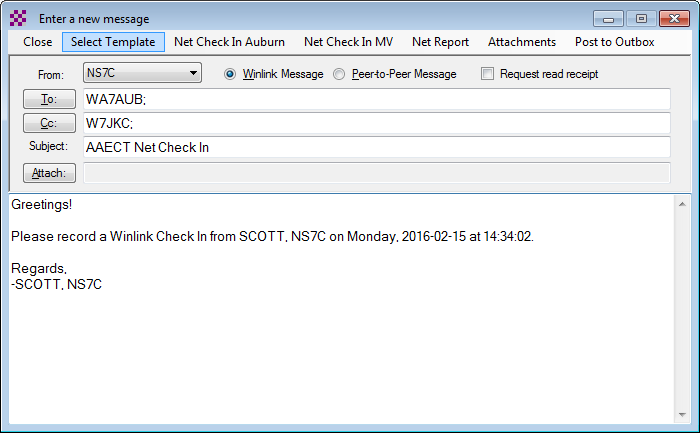 Enter a new message
Close Select Template Net Check In Auburn Net Check In MV Net Report Attachments Post to Outbox
From: NS7C Winlink Message Peer-to-Peer Message Request read receipt
To: WA7AUB;
Cc: W7JKC;
Subject: AAECT Net Check In
Attach:
Greetings!
Please record a Winlink Check In from SCOTT, NS7C on Monday, 2016-02-15 at 14:34:02.
Regards,
-SCOTT, NS7C